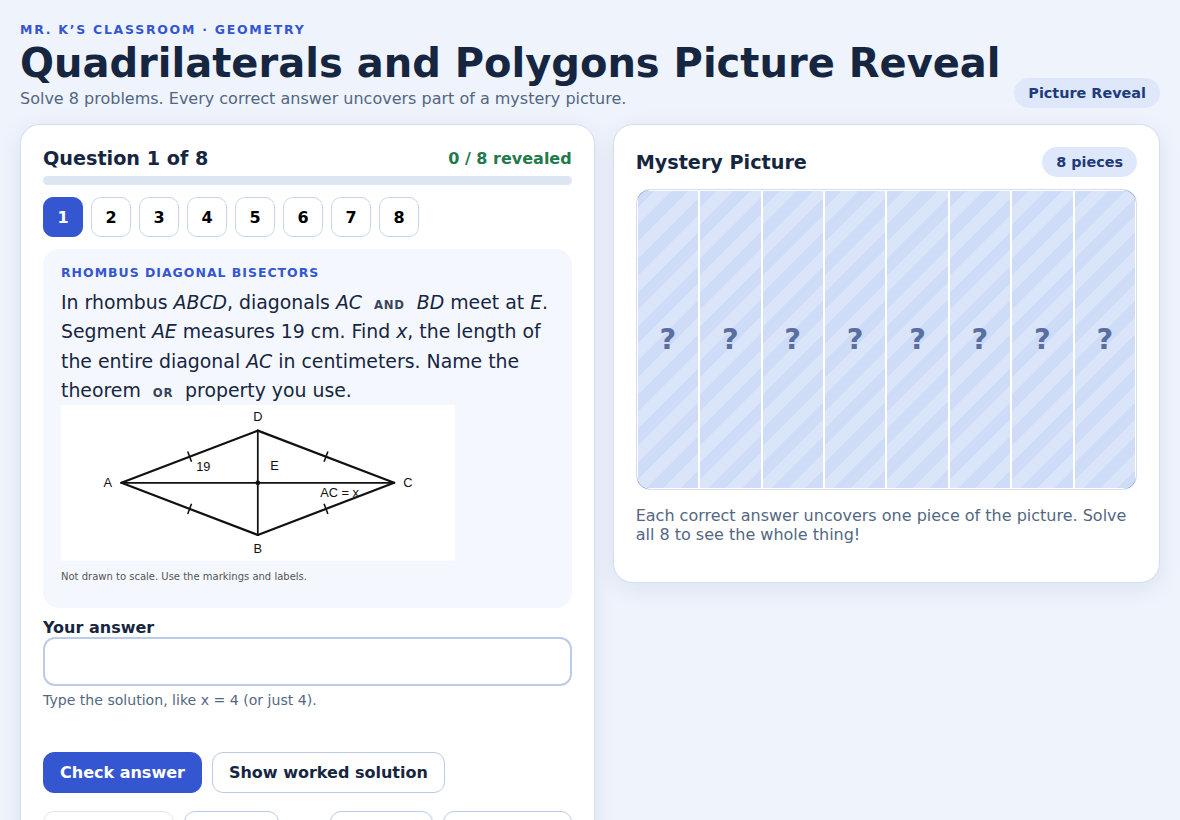 MR. K’S CLASSROOM · GEOMETRY
Quadrilaterals and Polygons Picture Reveal
Solve 8 problems. Every correct answer uncovers part of a mystery picture.
Picture Reveal
Question 1 of 8
0 / 8 revealed
1 2 3 4 5 6 7 8
RHOMBUS DIAGONAL BISECTORS
In rhombus ABCD, diagonals AC AND BD meet at E.
Segment AE measures 19 cm. Find x, the length of
the entire diagonal AC in centimeters. Name the
theorem OR property you use.
D
19
E
A
C
AC = x
B
Not drawn to scale. Use the markings and labels.
Your answer
Type the solution, like x = 4 (or just 4).
Check answer
Show worked solution
Mystery Picture
8 pieces
? ? ? ? ? ? ? ?
Each correct answer uncovers one piece of the picture. Solve
all 8 to see the whole thing!